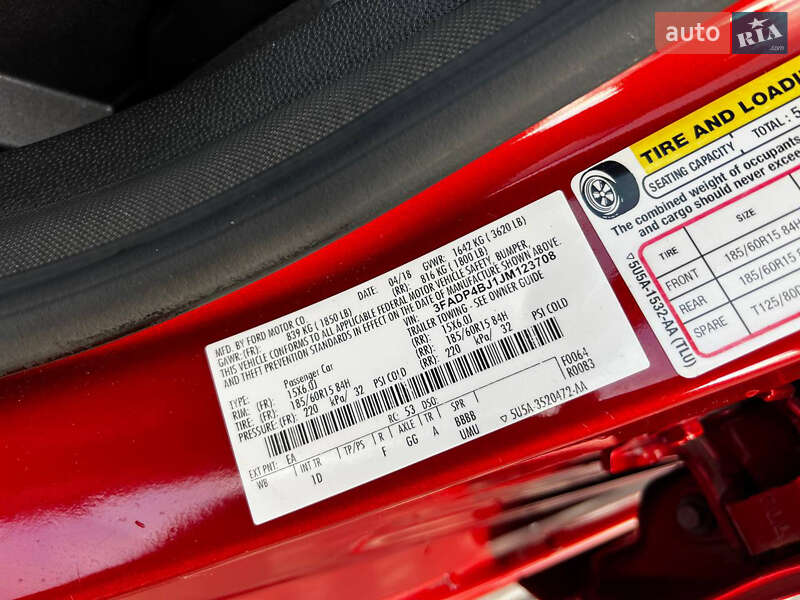 auto RIA.com
MFD. BY FORD MOTOR CO.
DATE: 04/18 GVWR: 1642 KG ( 3620 LB)
GAWR: (FR): 839 KG ( 1850 LB) (RR): 816 KG ( 1800 LB)
THIS VEHICLE CONFORMS TO ALL APPLICABLE FEDERAL MOTOR VEHICLE SAFETY, BUMPER,
AND THEFT PREVENTION STANDARDS IN EFFECT ON THE DATE OF MANUFACTURE SHOWN ABOVE.
3FADP4BJ1JM123708
TYPE: Passenger Car TRAILER TOWING - SEE OWNER GUIDE
RIM: (FR): 15X6.0J (RR): 15X6.0J
TIRE: (FR): 185/60R15 84H (RR): 185/60R15 84H
PRESSURE: (FR): 220 kPa/ 32 PSI COLD (RR): 220 kPa/ 32 PSI COLD
EXT PNT: EA RC: 53 DSO: F0064
R0083
WB INT TR TP/PS R AXLE TR SPR
1D F GG A BBBB
UMU
5U5A-3520472-AA
TIRE AND LOADI
SEATING CAPACITY TOTAL: 5
The combined weight of occupants
and cargo should never excee
TIRE SIZE
FRONT 185/60R15 84H
REAR 185/60R15
SPARE T125/80
5U5A-1532-AA (TLU)